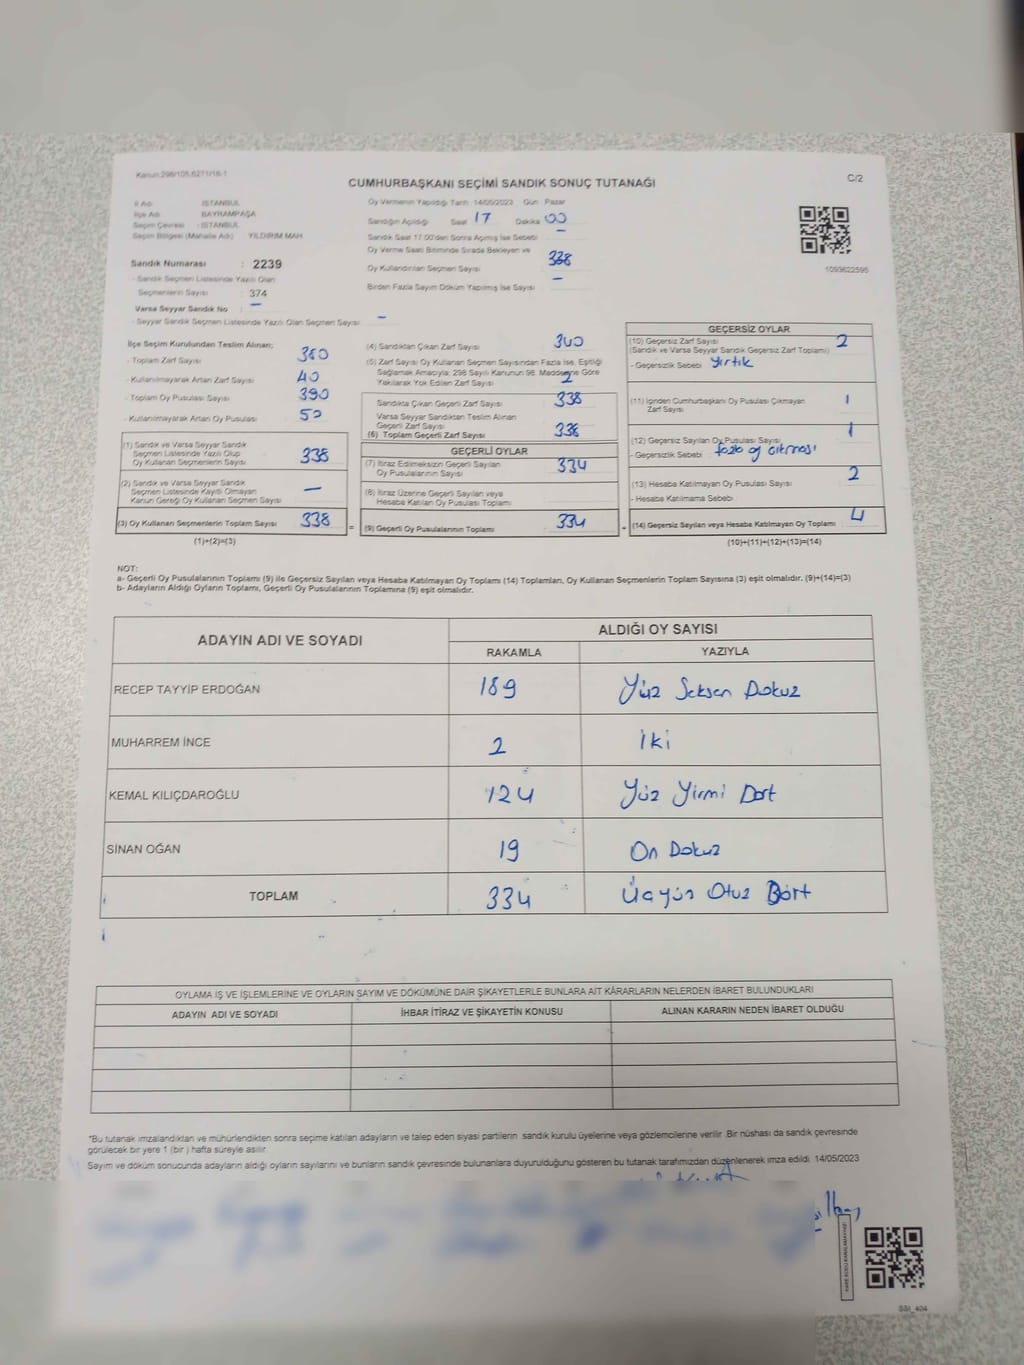 Kanun:298/105,6271/18-1
CUMHURBAŞKANI SEÇİMİ SANDIK SONUÇ TUTANAĞI
C/2
İl Adı : İSTANBUL
İlçe Adı : BAYRAMPAŞA
Seçim Çevresi : İSTANBUL
Seçim Bölgesi (Mahalle Adı) YILDIRIM MAH.
Sandık Numarası : 2239
- Sandık Seçmen Listesinde Yazılı Olan
Seçmenlerin Sayısı : 374
Varsa Seyyar Sandık No : -
- Seyyar Sandık Seçmen Listesinde Yazılı Olan Seçmen Sayısı: -
Oy Vermenin Yapıldığı Tarih :14/05/2023 Gün : Pazar
Sandığın Açıldığı Saat 17 Dakika 00
Sandık Saat 17:00'den Sonra Açılmış İse Sebebi -
Oy Verme Saati Bitiminde Sırada Bekleyen ve
Oy Kullandırılan Seçmen Sayısı 338
Birden Fazla Sayım Döküm Yapılmış İse Sayısı -
1093622595
İlçe Seçim Kurulundan Teslim Alınan;
- Toplam Zarf Sayısı 380
- Kullanılmayarak Artan Zarf Sayısı 40
- Toplam Oy Pusulası Sayısı 390
- Kullanılmayarak Artan Oy Pusulası 50
(1) Sandık ve Varsa Seyyar Sandık
Seçmen Listesinde Yazılı Olup
Oy Kullanan Seçmenlerin Sayısı 338
(2) Sandık ve Varsa Seyyar Sandık
Seçmen Listesinde Kayıtlı Olmayan
Kanun Gereği Oy Kullanan Seçmen Sayısı -
(3) Oy Kullanan Seçmenlerin Toplam Sayısı 338 =
(1)+(2)=(3)
(4) Sandıktan Çıkan Zarf Sayısı 340
(5) Zarf Sayısı Oy Kullanan Seçmen Sayısından Fazla İse, Eşitliği
Sağlamak Amacıyla; 298 Sayılı Kanunun 98. Maddesine Göre
Yakılarak Yok Edilen Zarf Sayısı 2
Sandıkta Çıkan Geçerli Zarf Sayısı 338
Varsa Seyyar Sandıktan Teslim Alınan
Geçerli Zarf Sayısı
(6) Toplam Geçerli Zarf Sayısı 338
GEÇERLİ OYLAR
(7) İtiraz Edilmeksizin Geçerli Sayılan
Oy Pusulalarının Sayısı 334
(8) İtiraz Üzerine Geçerli Sayılan veya
Hesaba Katılan Oy Pusulası Toplamı
(9) Geçerli Oy Pusulalarının Toplamı 334 +
GEÇERSİZ OYLAR
(10) Geçersiz Zarf Sayısı 2
(Sandık ve Varsa Seyyar Sandık Geçersiz Zarf Toplamı)
- Geçersizlik Sebebi yırtık
(11) İçinden Cumhurbaşkanı Oy Pusulası Çıkmayan
Zarf Sayısı 1
(12) Geçersiz Sayılan Oy Pusulası Sayısı 1
- Geçersizlik Sebebi fazla oy çıkması
(13) Hesaba Katılmayan Oy Pusulası Sayısı 2
- Hesaba Katılmama Sebebi
(14) Geçersiz Sayılan veya Hesaba Katılmayan Oy Toplamı 4
(10)+(11)+(12)+(13)=(14)
NOT:
a- Geçerli Oy Pusulalarının Toplamı (9) ile Geçersiz Sayılan veya Hesaba Katılmayan Oy Toplamı (14) Toplamları, Oy Kullanan Seçmenlerin Toplam Sayısına (3) eşit olmalıdır. (9)+(14)=(3)
b- Adayların Aldığı Oyların Toplamı, Geçerli Oy Pusulalarının Toplamına (9) eşit olmalıdır.
ADAYIN ADI VE SOYADI
ALDIĞI OY SAYISI
RAKAMLA YAZIYLA
RECEP TAYYİP ERDOĞAN 189 Yüz Seksen Dokuz
MUHARREM İNCE 2 İki
KEMAL KILIÇDAROĞLU 124 Yüz Yirmi Dört
SİNAN OĞAN 19 On Dokuz
TOPLAM 334 Üçyüz Otuz Dört
OYLAMA İŞ VE İŞLEMLERİNE VE OYLARIN SAYIM VE DÖKÜMÜNE DAİR ŞİKAYETLERLE BUNLARA AİT KARARLARIN NELERDEN İBARET BULUNDUKLARI
ADAYIN ADI VE SOYADI İHBAR İTİRAZ VE ŞİKAYETİN KONUSU ALINAN KARARIN NEDEN İBARET OLDUĞU
*Bu tutanak imzalandıktan ve mühürlendikten sonra seçime katılan adayların ve talep eden siyasi partilerin sandık kurulu üyelerine veya gözlemcilerine verilir .Bir nüshası da sandık çevresinde
görülecek bir yere 1 (bir ) hafta süreyle asılır.
Sayım ve döküm sonucunda adayların aldığı oyların sayılarını ve bunların sandık çevresinde bulunanlara duyurulduğunu gösteren bu tutanak tarafımızdan düzenlenerek imza edildi. 14/05/2023
SSI_404